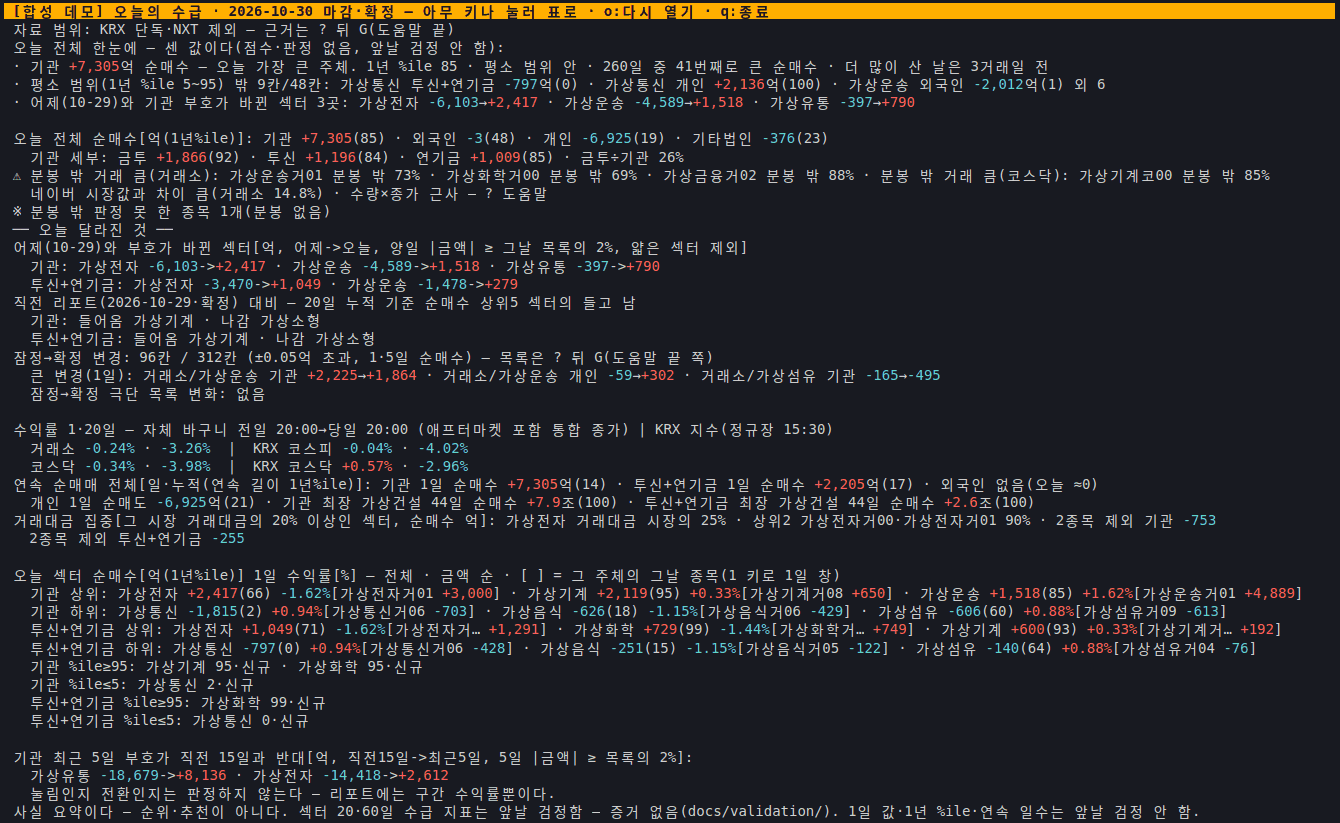 [합성 데모] 오늘의 수급 · 2026-10-30 마감·확정 — 아무 키나 눌러 표로 · o:다시 열기 · q:종료
자료 범위: KRX 단독·NXT 제외 — 근거는 ? 뒤 G(도움말 끝)
오늘 전체 한눈에 — 센 값이다(점수·판정 없음, 앞날 검정 안 함):
· 기관 +7,305억 순매수 — 오늘 가장 큰 주체. 1년 %ile 85 · 평소 범위 안 · 260일 중 41번째로 큰 순매수 · 더 많이 산 날은 3거래일 전
· 평소 범위(1년 %ile 5~95) 밖 9칸/48칸: 가상통신 투신+연기금 -797억(0) · 가상통신 개인 +2,136억(100) · 가상운송 외국인 -2,012억(1) 외 6
· 어제(10-29)와 기관 부호가 바뀐 섹터 3곳: 가상전자 -6,103→+2,417 · 가상운송 -4,589→+1,518 · 가상유통 -397→+790
오늘 전체 순매수[억(1년%ile)]: 기관 +7,305(85) · 외국인 -3(48) · 개인 -6,925(19) · 기타법인 -376(23)
기관 세부: 금투 +1,866(92) · 투신 +1,196(84) · 연기금 +1,009(85) · 금투÷기관 26%
⚠ 분봉 밖 거래 큼(거래소): 가상운송거01 분봉 밖 73% · 가상화학거00 분봉 밖 69% · 가상금융거02 분봉 밖 88% · 분봉 밖 거래 큼(코스닥): 가상기계코00 분봉 밖 85%
네이버 시장값과 차이 큼(거래소 14.8%) · 수량×종가 근사 — ? 도움말
※ 분봉 밖 판정 못 한 종목 1개(분봉 없음)
── 오늘 달라진 것 ──
어제(10-29)와 부호가 바뀐 섹터[억, 어제->오늘, 양일 |금액| ≥ 그날 목록의 2%, 얇은 섹터 제외]
기관: 가상전자 -6,103->+2,417 · 가상운송 -4,589->+1,518 · 가상유통 -397->+790
투신+연기금: 가상전자 -3,470->+1,049 · 가상운송 -1,478->+279
직전 리포트(2026-10-29·확정) 대비 — 20일 누적 기준 순매수 상위5 섹터의 들고 남
기관: 들어옴 가상기계 · 나감 가상소형
투신+연기금: 들어옴 가상기계 · 나감 가상소형
잠정→확정 변경: 96칸 / 312칸 (±0.05억 초과, 1·5일 순매수) — 목록은 ? 뒤 G(도움말 끝 쪽)
큰 변경(1일): 거래소/가상운송 기관 +2,225→+1,864 · 거래소/가상운송 개인 -59→+302 · 거래소/가상섬유 기관 -165→-495
잠정→확정 극단 목록 변화: 없음
수익률 1·20일 — 자체 바구니 전일 20:00→당일 20:00 (애프터마켓 포함 통합 종가) | KRX 지수(정규장 15:30)
거래소 -0.24% · -3.26% | KRX 코스피 -0.04% · -4.02%
코스닥 -0.34% · -3.98% | KRX 코스닥 +0.57% · -2.96%
연속 순매매 전체[일·누적(연속 길이 1년%ile)]: 기관 1일 순매수 +7,305억(14) · 투신+연기금 1일 순매수 +2,205억(17) · 외국인 없음(오늘 ≈0)
개인 1일 순매도 -6,925억(21) · 기관 최장 가상건설 44일 순매수 +7.9조(100) · 투신+연기금 최장 가상건설 44일 순매수 +2.6조(100)
거래대금 집중[그 시장 거래대금의 20% 이상인 섹터, 순매수 억]: 가상전자 거래대금 시장의 25% · 상위2 가상전자거00·가상전자거01 90% · 2종목 제외 기관 -753
2종목 제외 투신+연기금 -255
오늘 섹터 순매수[억(1년%ile)] 1일 수익률[%] — 전체 · 금액 순 · [ ] = 그 주체의 그날 종목(1 키로 1일 창)
기관 상위: 가상전자 +2,417(66) -1.62%[가상전자거01 +3,000] · 가상기계 +2,119(95) +0.33%[가상기계거08 +650] · 가상운송 +1,518(85) +1.62%[가상운송거01 +4,889]
기관 하위: 가상통신 -1,815(2) +0.94%[가상통신거06 -703] · 가상음식 -626(18) -1.15%[가상음식거06 -429] · 가상섬유 -606(60) +0.88%[가상섬유거09 -613]
투신+연기금 상위: 가상전자 +1,049(71) -1.62%[가상전자거… +1,291] · 가상화학 +729(99) -1.44%[가상화학거… +749] · 가상기계 +600(93) +0.33%[가상기계거… +192]
투신+연기금 하위: 가상통신 -797(0) +0.94%[가상통신거06 -428] · 가상음식 -251(15) -1.15%[가상음식거05 -122] · 가상섬유 -140(64) +0.88%[가상섬유거04 -76]
기관 %ile≥95: 가상기계 95·신규 · 가상화학 95·신규
기관 %ile≤5: 가상통신 2·신규
투신+연기금 %ile≥95: 가상화학 99·신규
투신+연기금 %ile≤5: 가상통신 0·신규
기관 최근 5일 부호가 직전 15일과 반대[억, 직전15일->최근5일, 5일 |금액| ≥ 목록의 2%]:
가상유통 -18,679->+8,136 · 가상전자 -14,418->+2,612
눌림인지 전환인지는 판정하지 않는다 — 리포트에는 구간 수익률뿐이다.
사실 요약이다 — 순위·추천이 아니다. 섹터 20·60일 수급 지표는 앞날 검정함 — 증거 없음(docs/validation/). 1일 값·1년 %ile·연속 일수는 앞날 검정 안 함.